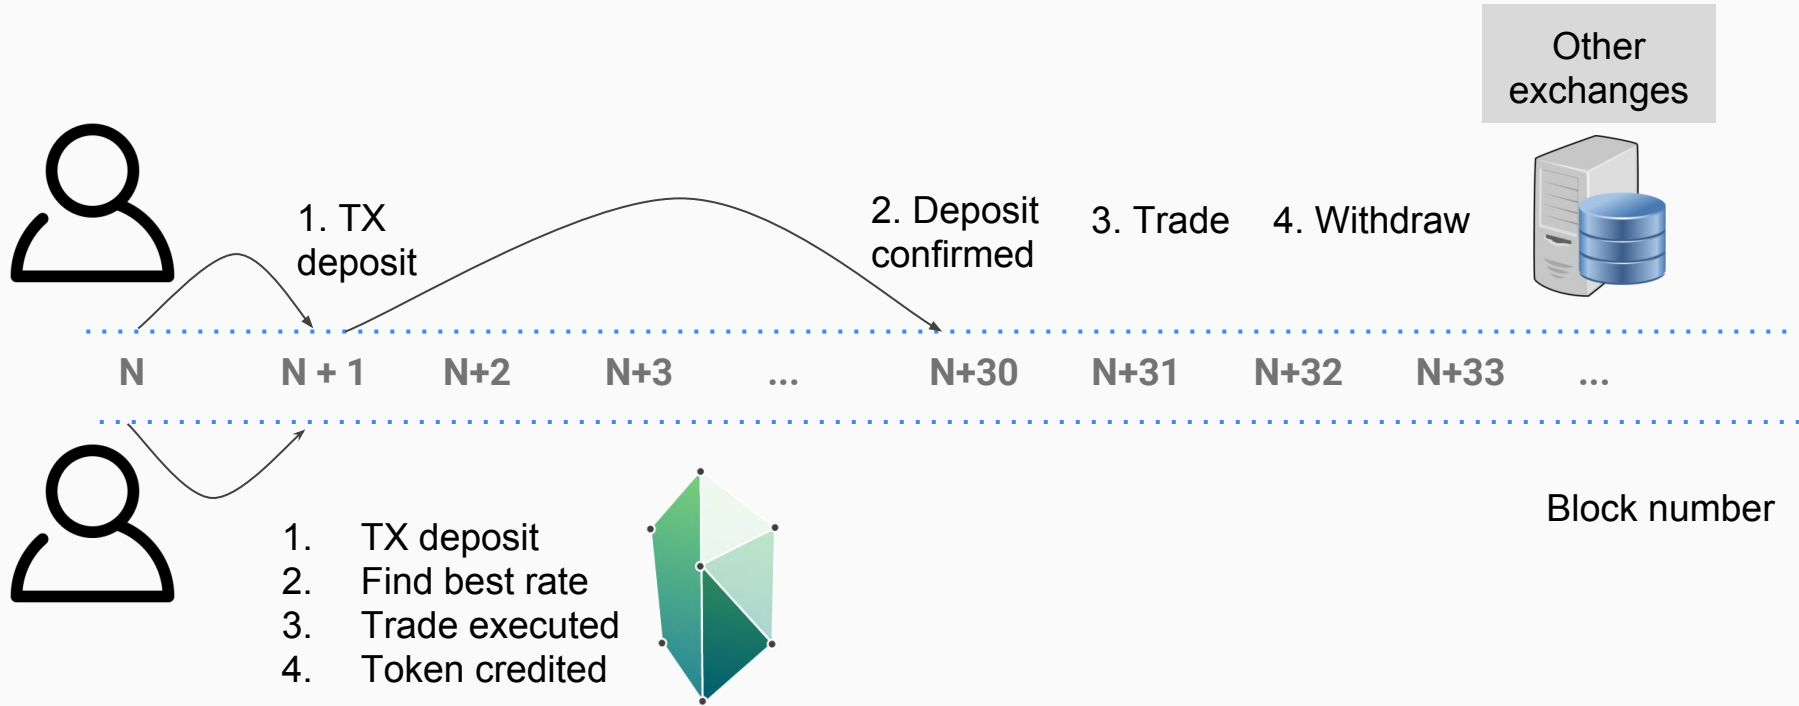 Other
exchanges
1. TX
deposit
2. Deposit
confirmed
3. Trade
4. Withdraw
N
N + 1
N+2
N+3
...
N+30
N+31
N+32
N+33
...
Block number
1. TX deposit
2. Find best rate
3. Trade executed
4. Token credited